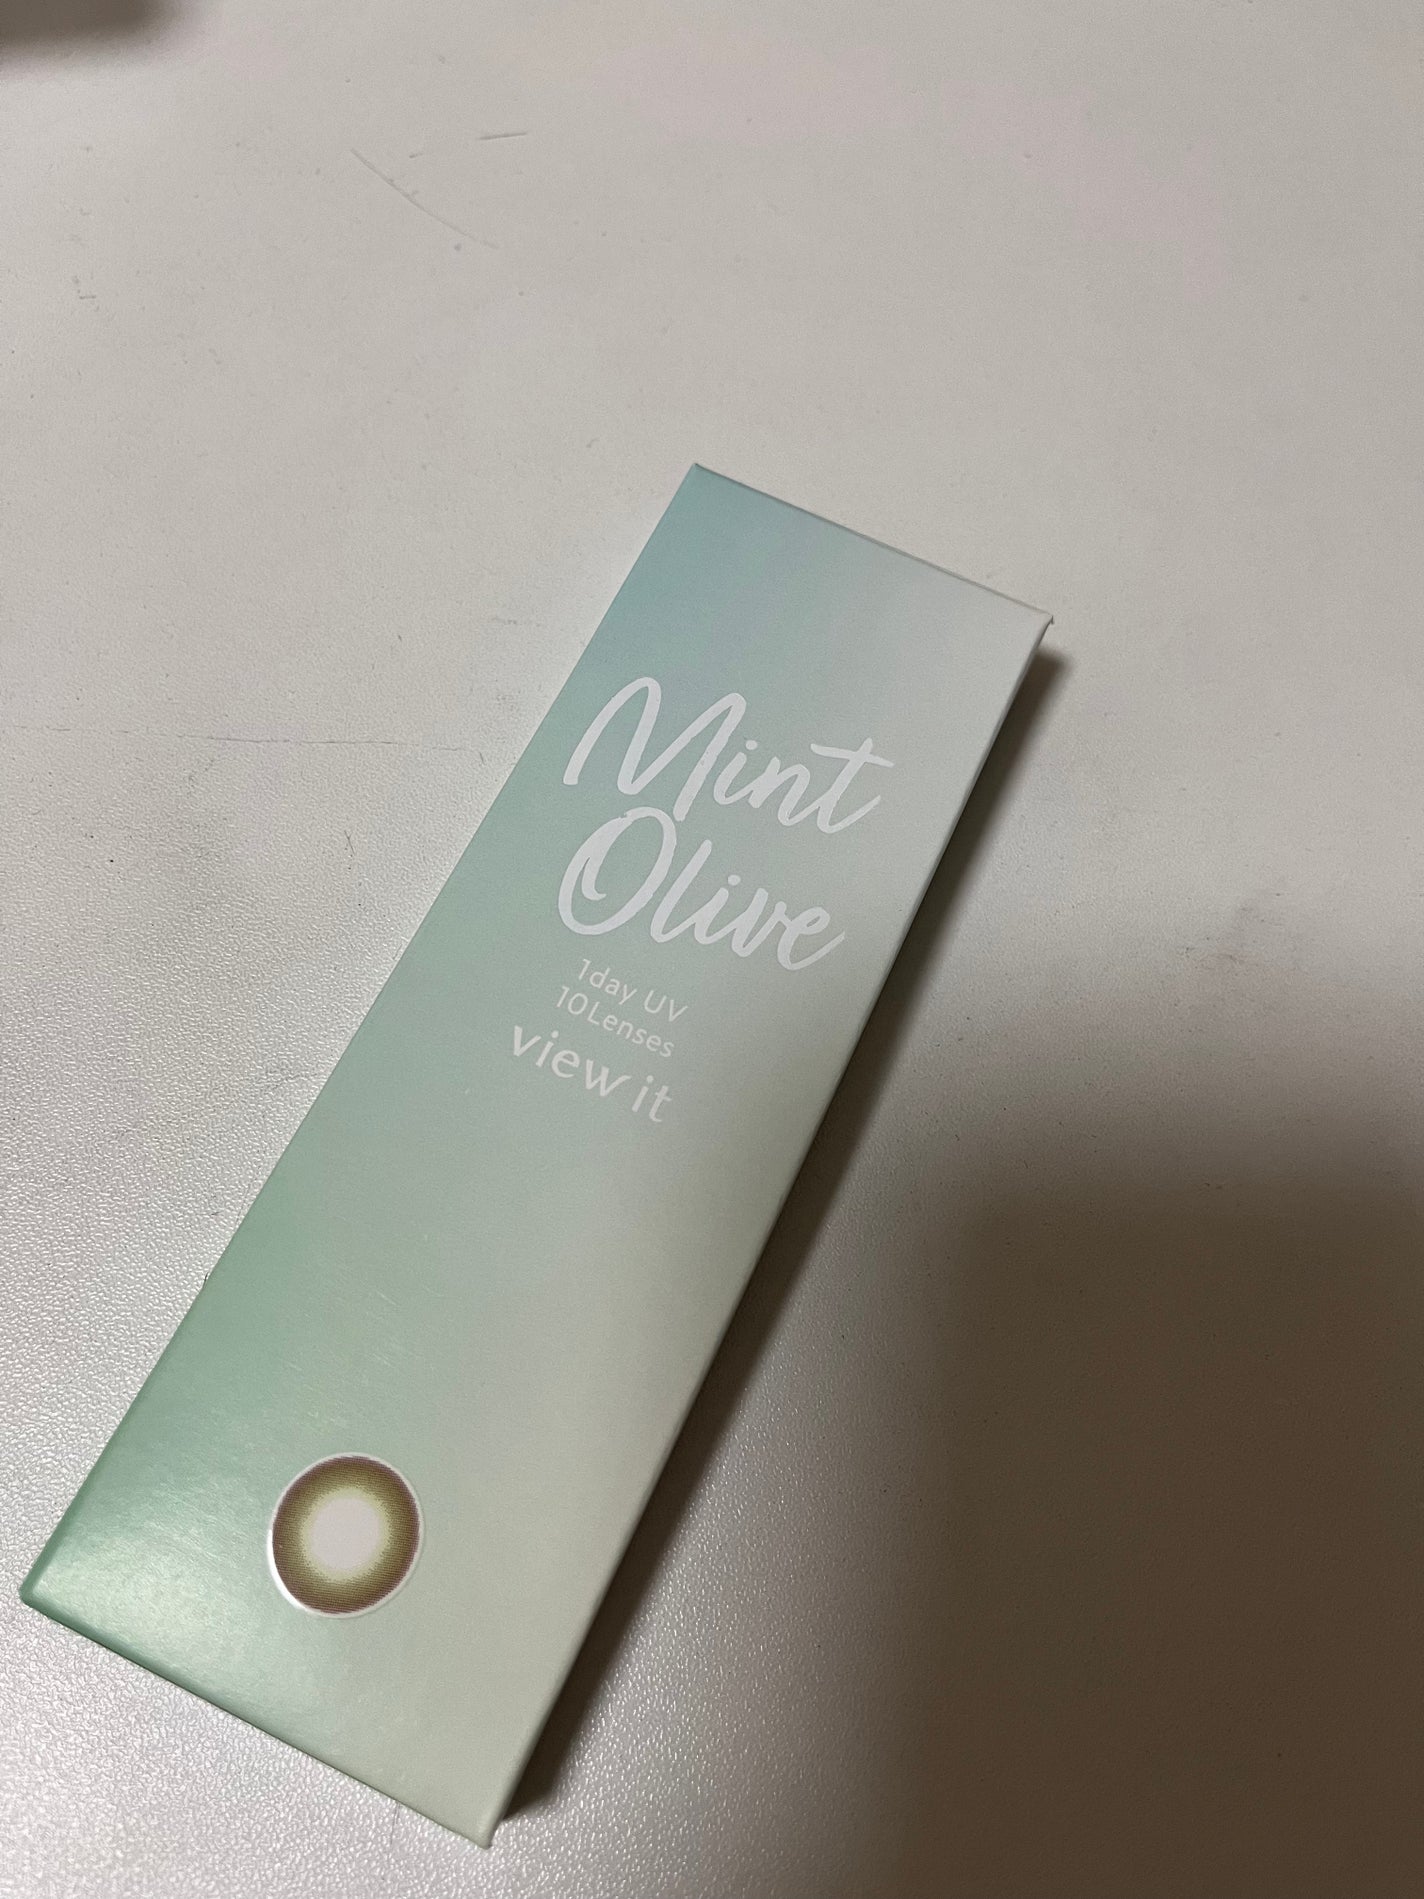 Mint
Olive
1day UV
10Lenses
view it